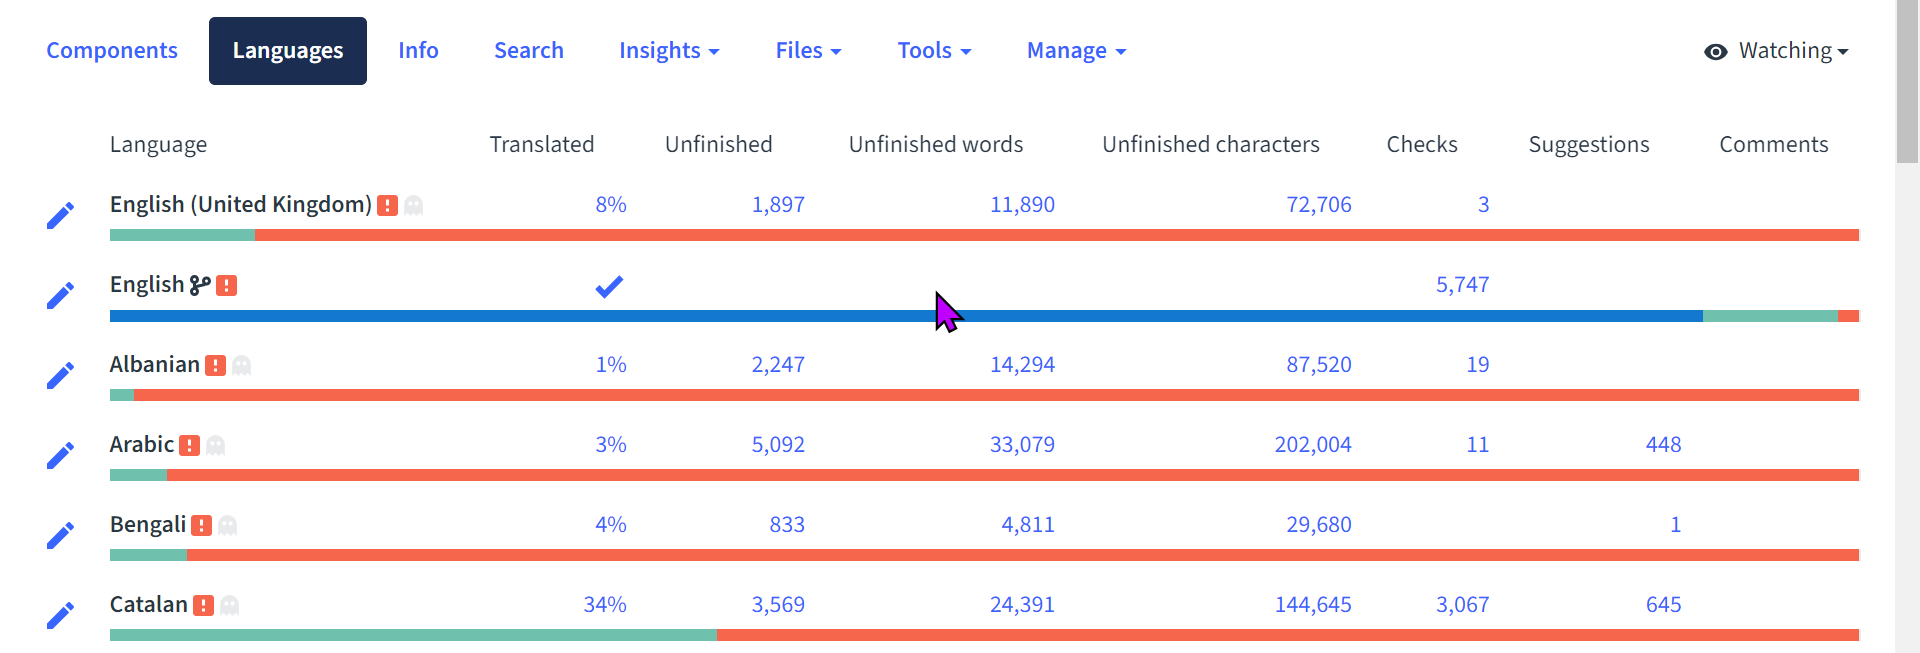 Components Languages Info Search Insights Files Tools Manage Watching
Language Translated Unfinished Unfinished words Unfinished characters Checks Suggestions Comments
English (United Kingdom) 8% 1,897 11,890 72,706 3
English 5,747
Albanian 1% 2,247 14,294 87,520 19
Arabic 3% 5,092 33,079 202,004 11 448
Bengali 4% 833 4,811 29,680 1
Catalan 34% 3,569 24,391 144,645 3,067 645